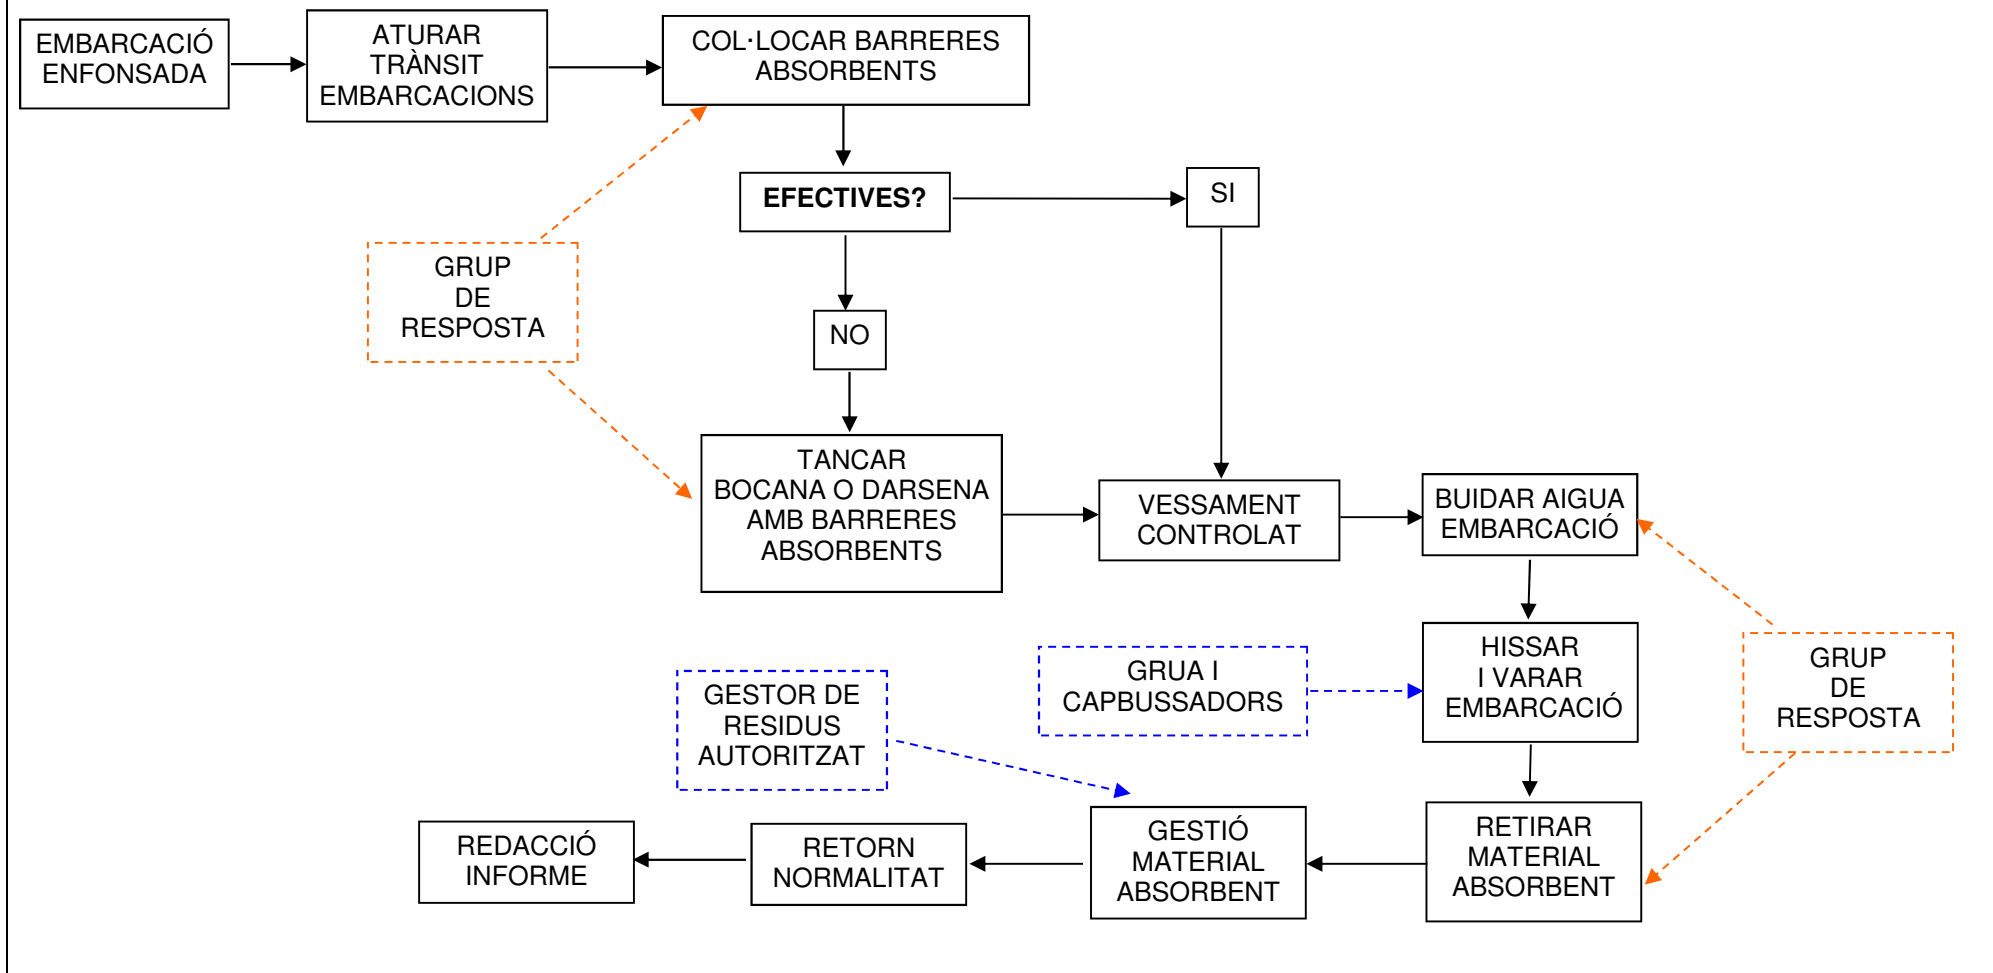 EMBARCACIÓ
ENFONSADA
ATURAR
TRÀNSIT
EMBARCACIONS
COL·LOCAR BARRERES
ABSORBENTS
EFECTIVES?
SI
GRUP
DE
RESPOSTA
NO
TANCAR
BOCANA O DARSENA
AMB BARRERES
ABSORBENTS
VESSAMENT
CONTROLAT
BUIDAR AIGUA
EMBARCACIÓ
HISSAR
I VARAR
EMBARCACIÓ
GRUP
DE
RESPOSTA
GRUA I
CAPBUSSADORS
GESTOR DE
RESIDUS
AUTORITZAT
RETIRAR
MATERIAL
ABSORBENT
GESTIÓ
MATERIAL
ABSORBENT
RETORN
NORMALITAT
REDACCIÓ
INFORME